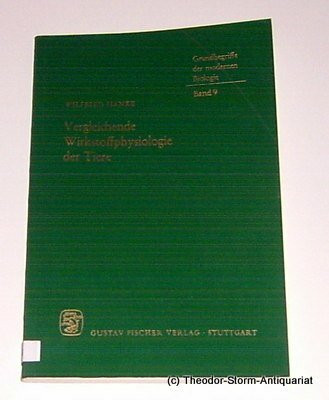 Grundbegriffe
der modernen
Biologie
Band 9
WILFRIED HANKE
Vergleichende
Wirkstoffphysiologie
der Tiere
GUSTAV FISCHER VERLAG · STUTTGART
(c) Theodor-Storm-Antiquariat